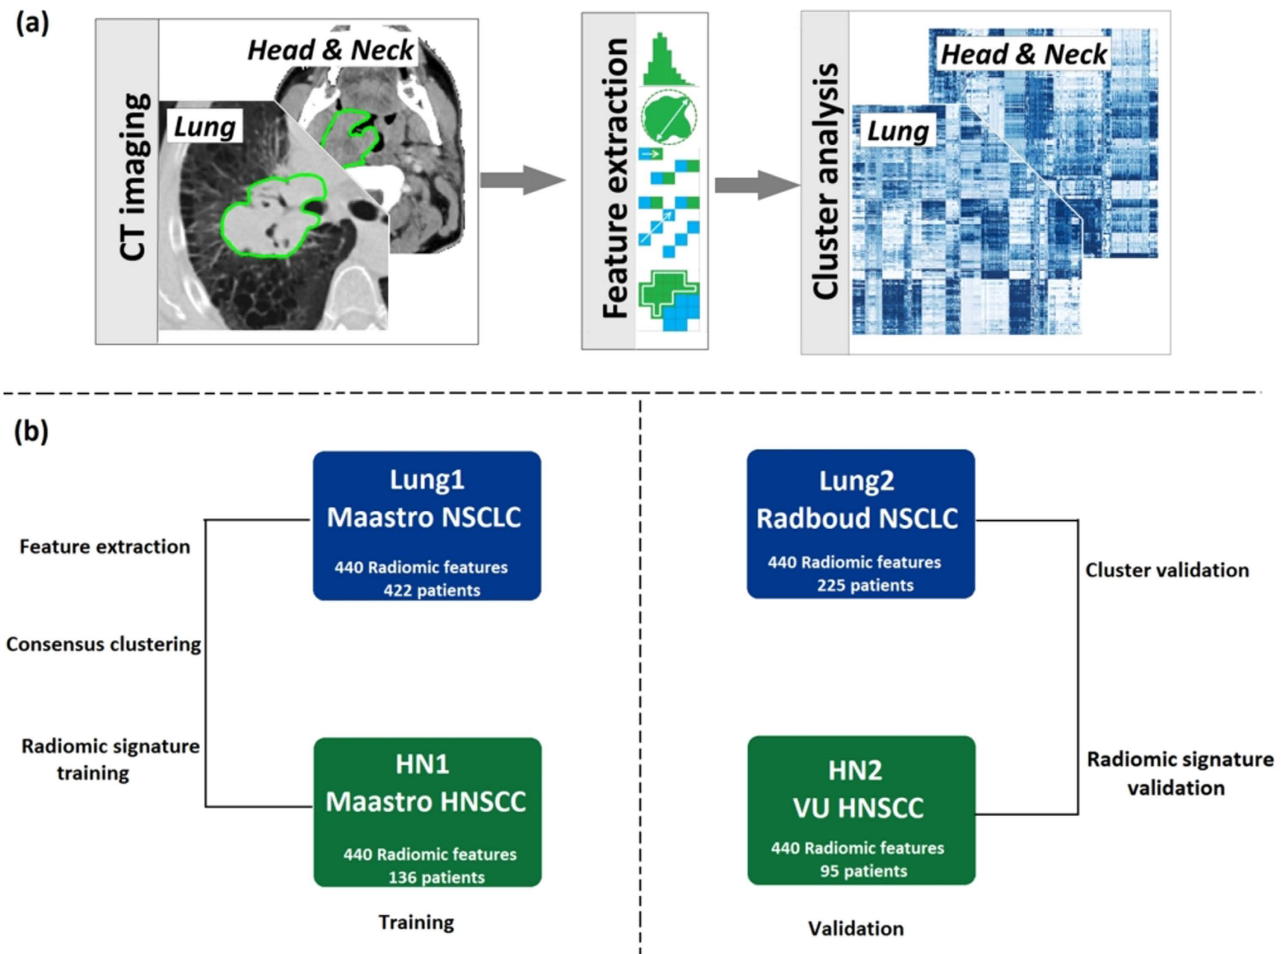 (a)
CT imaging
Head & Neck
Lung
Feature extraction
Cluster analysis
Head & Neck
Lung
(b)
Feature extraction
Consensus clustering
Radiomic signature
training
Lung1
Maastro NSCLC
440 Radiomic features
422 patients
HN1
Maastro HNSCC
440 Radiomic features
136 patients
Training
Lung2
Radboud NSCLC
440 Radiomic features
225 patients
HN2
VU HNSCC
440 Radiomic features
95 patients
Validation
Cluster validation
Radiomic signature
validation